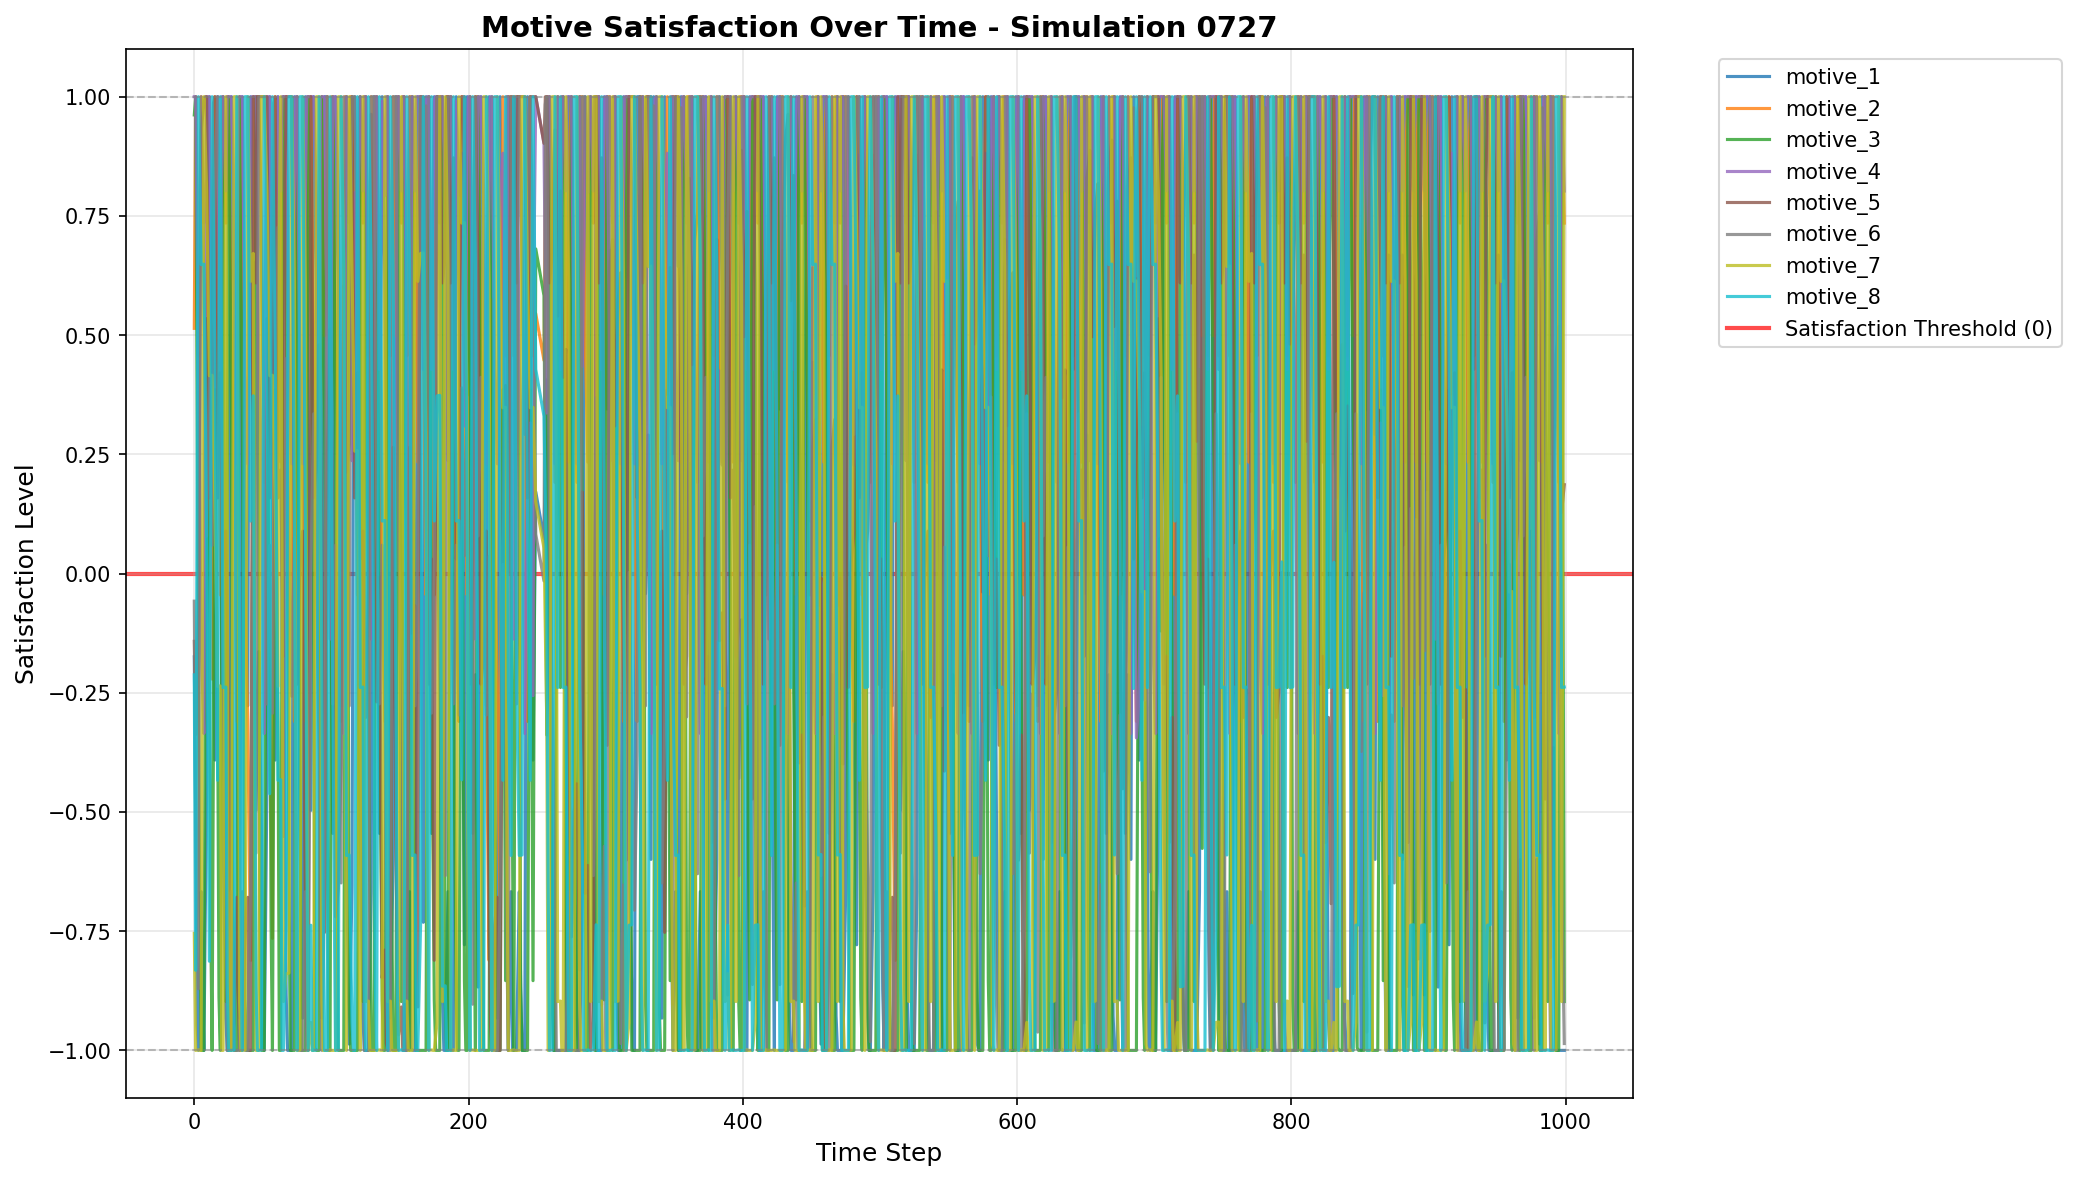 Motive Satisfaction Over Time - Simulation 0727
Satisfaction Level
1.00
0.75
0.50
0.25
0.00
−0.25
−0.50
−0.75
−1.00
0
200
400
600
800
1000
Time Step
motive_1
motive_2
motive_3
motive_4
motive_5
motive_6
motive_7
motive_8
Satisfaction Threshold (0)